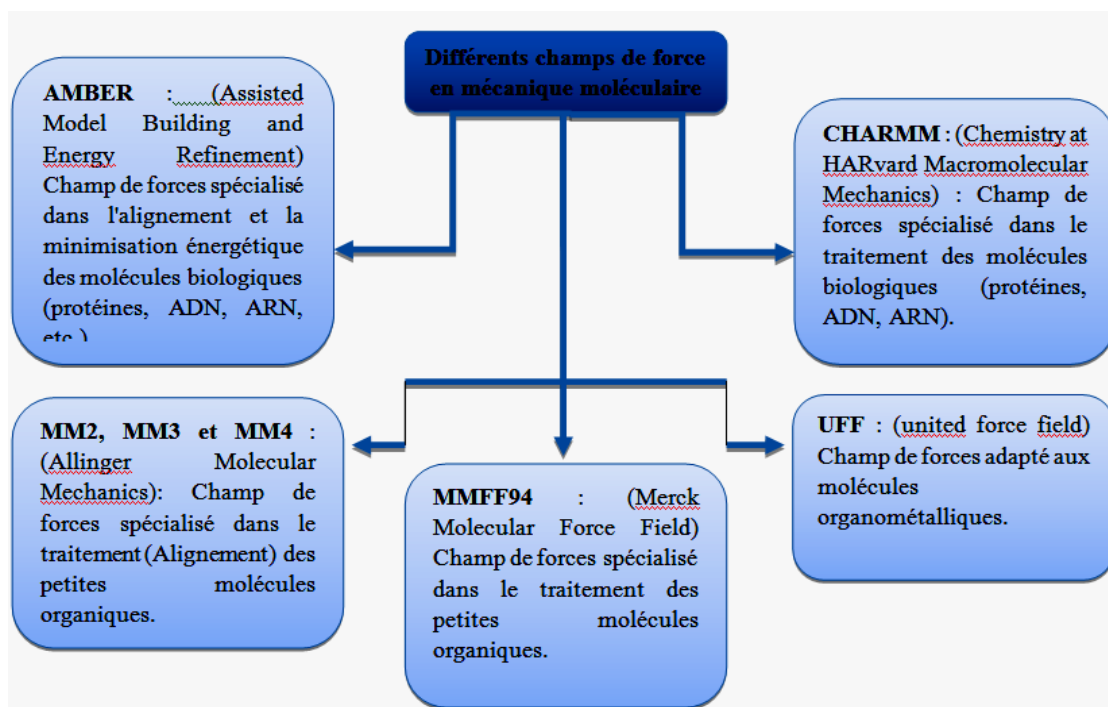 Différents champs de force
en mécanique moléculaire
AMBER : (Assisted
Model Building and
Energy Refinement)
Champ de forces spécialisé
dans l'alignement et la
minimisation énergétique
des molécules biologiques
(protéines, ADN, ARN,
etc.)
CHARMM : (Chemistry at
HARvard Macromolecular
Mechanics) : Champ de
forces spécialisé dans le
traitement des molécules
biologiques (protéines,
ADN, ARN).
MM2, MM3 et MM4 :
(Allinger Molecular
Mechanics): Champ de
forces spécialisé dans le
traitement (Alignement) des
petites molécules
organiques.
MMFF94 : (Merck
Molecular Force Field)
Champ de forces spécialisé
dans le traitement des
petites molécules
organiques.
UFF : (united force field)
Champ de forces adapté aux
molécules
organométalliques.